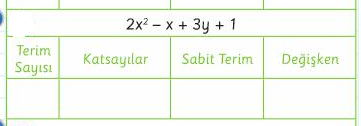 2x² – x + 3y + 1
Terim Sayısı Katsayılar Sabit Terim Değişken